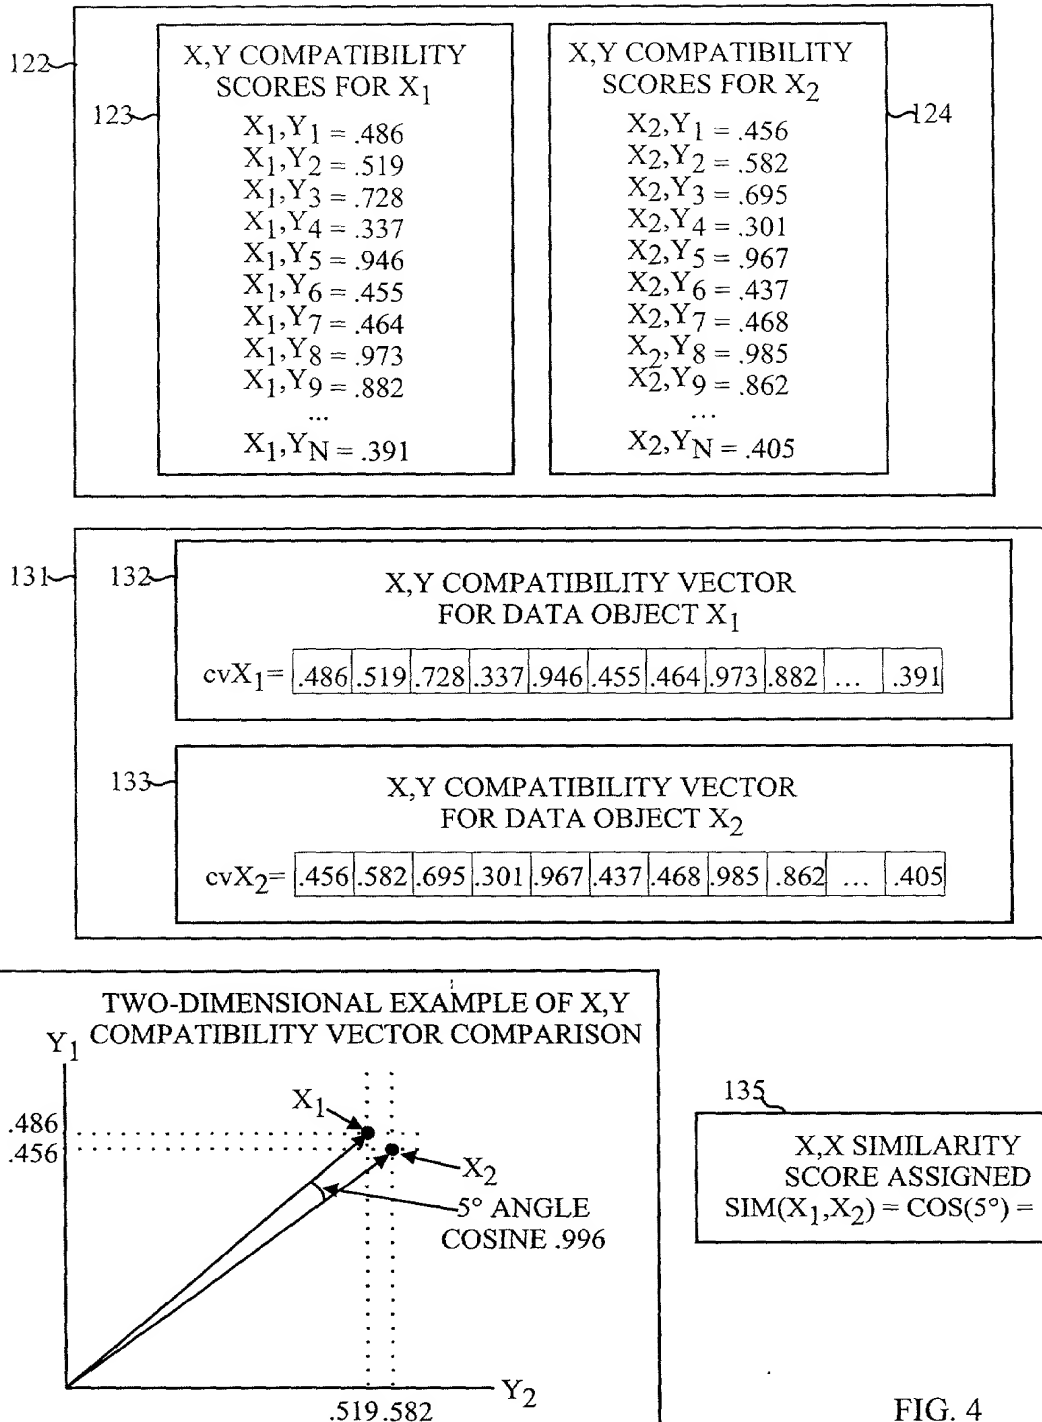 122
123
X,Y COMPATIBILITY
SCORES FOR X1
X1,Y1 = .486
X1,Y2 = .519
X1,Y3 = .728
X1,Y4 = .337
X1,Y5 = .946
X1,Y6 = .455
X1,Y7 = .464
X1,Y8 = .973
X1,Y9 = .882
...
X1,YN = .391
124
X,Y COMPATIBILITY
SCORES FOR X2
X2,Y1 = .456
X2,Y2 = .582
X2,Y3 = .695
X2,Y4 = .301
X2,Y5 = .967
X2,Y6 = .437
X2,Y7 = .468
X2,Y8 = .985
X2,Y9 = .862
...
X2,YN = .405
131
132
X,Y COMPATIBILITY VECTOR
FOR DATA OBJECT X1
cvX1= .486 .519 .728 .337 .946 .455 .464 .973 .882 ... .391
133
X,Y COMPATIBILITY VECTOR
FOR DATA OBJECT X2
cvX2= .456 .582 .695 .301 .967 .437 .468 .985 .862 ... .405
TWO-DIMENSIONAL EXAMPLE OF X,Y
COMPATIBILITY VECTOR COMPARISON
Y1
X1
.486
.456
X2
5° ANGLE
COSINE .996
Y2
.519 .582
135
X,X SIMILARITY
SCORE ASSIGNED
SIM(X1,X2) = COS(5°) =
FIG. 4